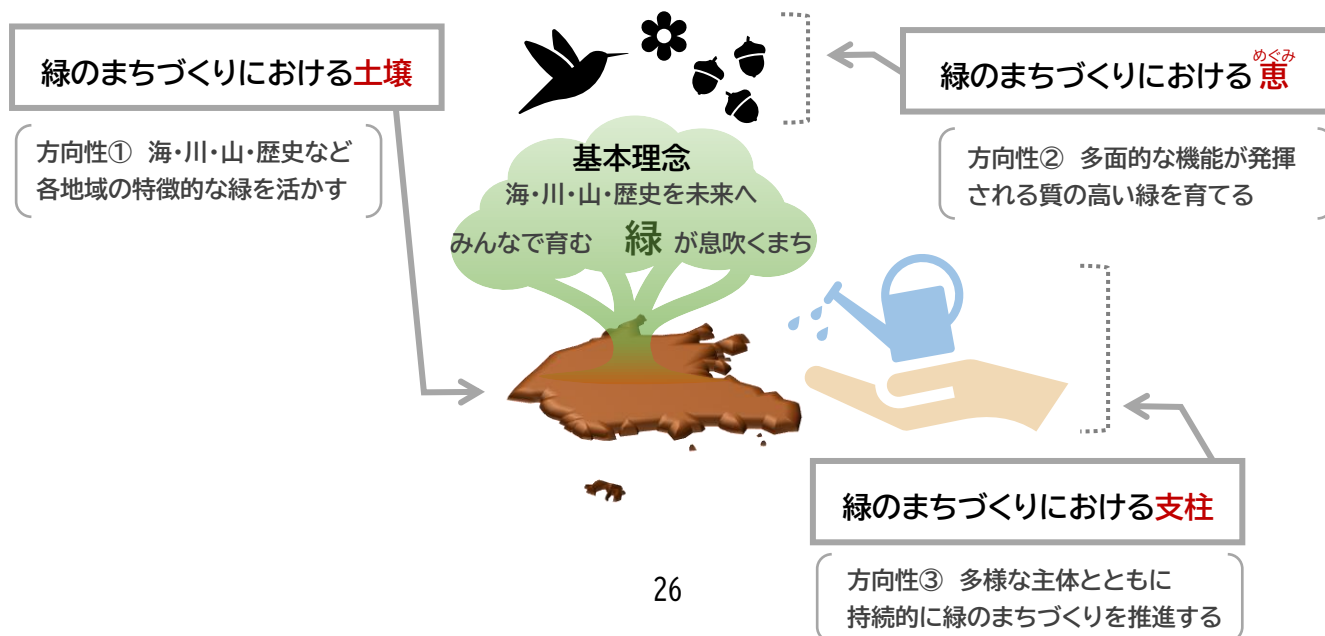 緑のまちづくりにおける土壌
方向性① 海・川・山・歴史など
各地域の特徴的な緑を活かす
めぐみ
緑のまちづくりにおける恵
方向性② 多面的な機能が発揮
される質の高い緑を育てる
基本理念
海・川・山・歴史を未来へ
みんなで育む 緑 が息吹くまち
緑のまちづくりにおける支柱
方向性③ 多様な主体とともに
持続的に緑のまちづくりを推進する
26